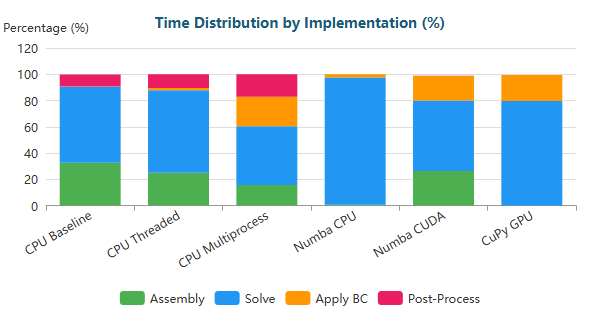 Time Distribution by Implementation (%)
Percentage (%)
120
100
80
60
40
20
0
CPU Baseline
CPU Threaded
CPU Multiprocess
Numba CPU
Numba CUDA
CuPy GPU
Assembly Solve Apply BC Post-Process